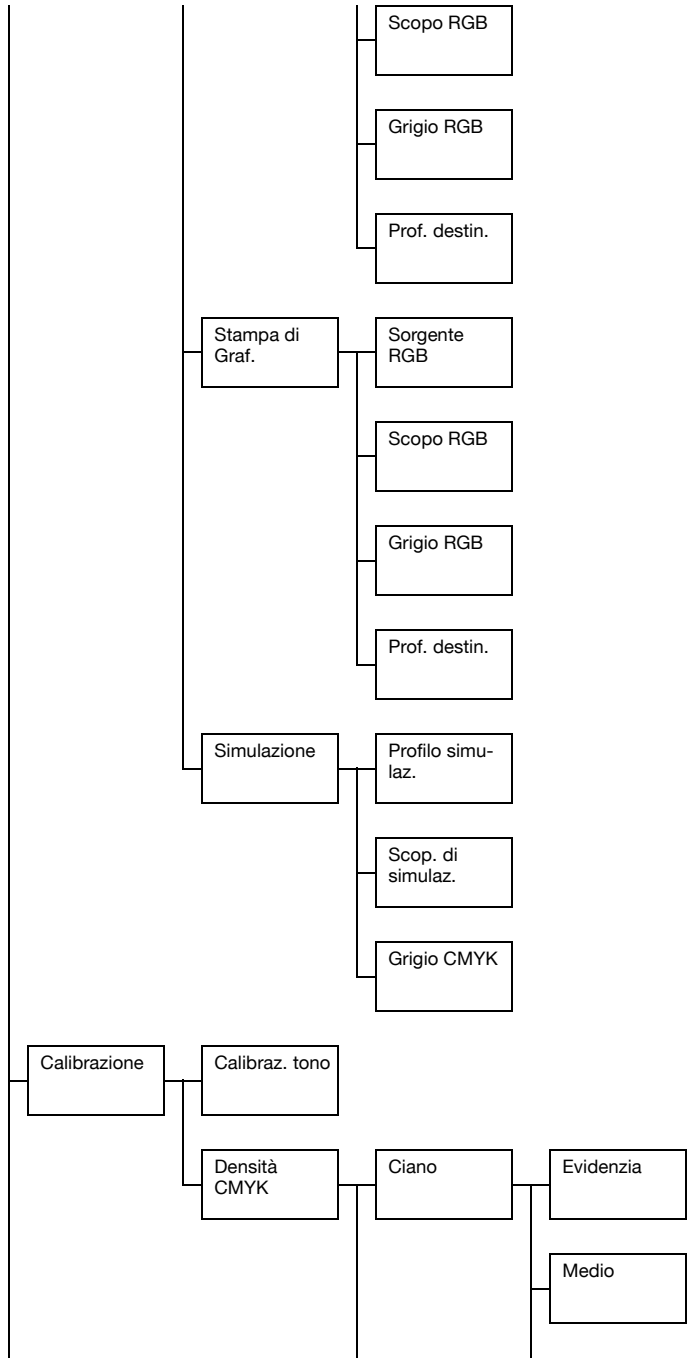 Scopo RGB
Grigio RGB
Prof. destin.
Stampa di
Graf.
Sorgente
RGB
Scopo RGB
Grigio RGB
Prof. destin.
Simulazione
Profilo simu-
laz.
Scop. di
simulaz.
Grigio CMYK
Calibrazione
Calibraz. tono
Densità
CMYK
Ciano
Evidenzia
Medio